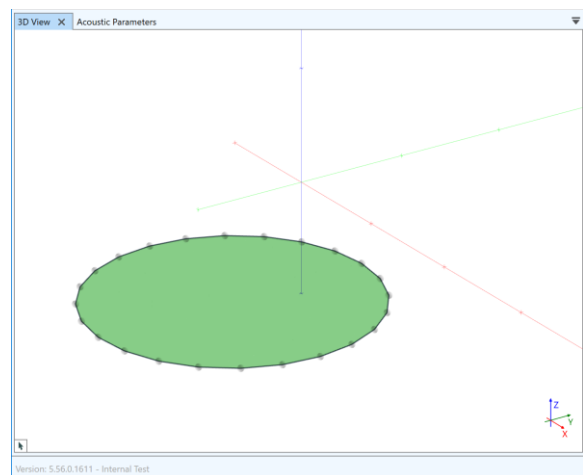 3D View X Acoustic Parameters
Z
Y
X
Version: 5.56.0.1611 - Internal Test